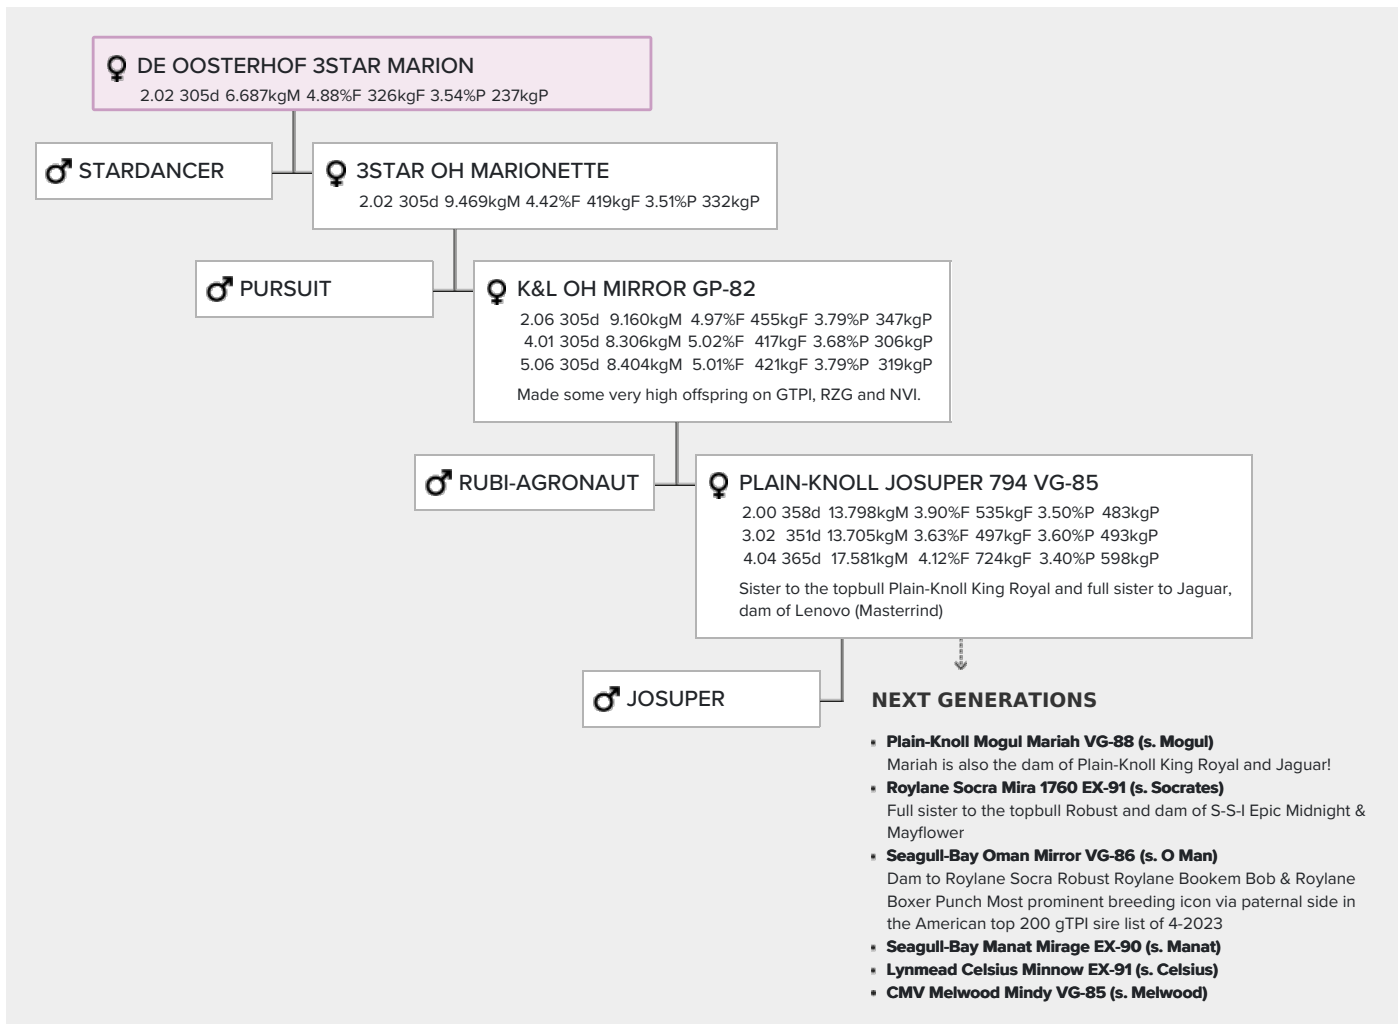 DE OOSTERHOF 3STAR MARION
2.02 305d 6.687kgM 4.88%F 326kgF 3.54%P 237kgP
STARDANCER
3STAR OH MARIONETTE
2.02 305d 9.469kgM 4.42%F 419kgF 3.51%P 332kgP
PURSUIT
K&L OH MIRROR GP-82
2.06 305d 9.160kgM 4.97%F 455kgF 3.79%P 347kgP
4.01 305d 8.306kgM 5.02%F 417kgF 3.68%P 306kgP
5.06 305d 8.404kgM 5.01%F 421kgF 3.79%P 319kgP
Made some very high offspring on GTPI, RZG and NVI.
RUBI-AGRONAUT
PLAIN-KNOLL JOSUPER 794 VG-85
2.00 358d 13.798kgM 3.90%F 535kgF 3.50%P 483kgP
3.02 351d 13.705kgM 3.63%F 497kgF 3.60%P 493kgP
4.04 365d 17.581kgM 4.12%F 724kgF 3.40%P 598kgP
Sister to the topbull Plain-Knoll King Royal and full sister to Jaguar,
dam of Lenovo (Masterrind)
JOSUPER
NEXT GENERATIONS
▪ Plain-Knoll Mogul Mariah VG-88 (s. Mogul)
Mariah is also the dam of Plain-Knoll King Royal and Jaguar!
▪ Roylane Socra Mira 1760 EX-91 (s. Socrates)
Full sister to the topbull Robust and dam of S-S-I Epic Midnight &
Mayflower
▪ Seagull-Bay Oman Mirror VG-86 (s. O Man)
Dam to Roylane Socra Robust Roylane Bookem Bob & Roylane
Boxer Punch Most prominent breeding icon via paternal side in
the American top 200 gTPI sire list of 4-2023
▪ Seagull-Bay Manat Mirage EX-90 (s. Manat)
▪ Lynmead Celsius Minnow EX-91 (s. Celsius)
▪ CMV Melwood Mindy VG-85 (s. Melwood)